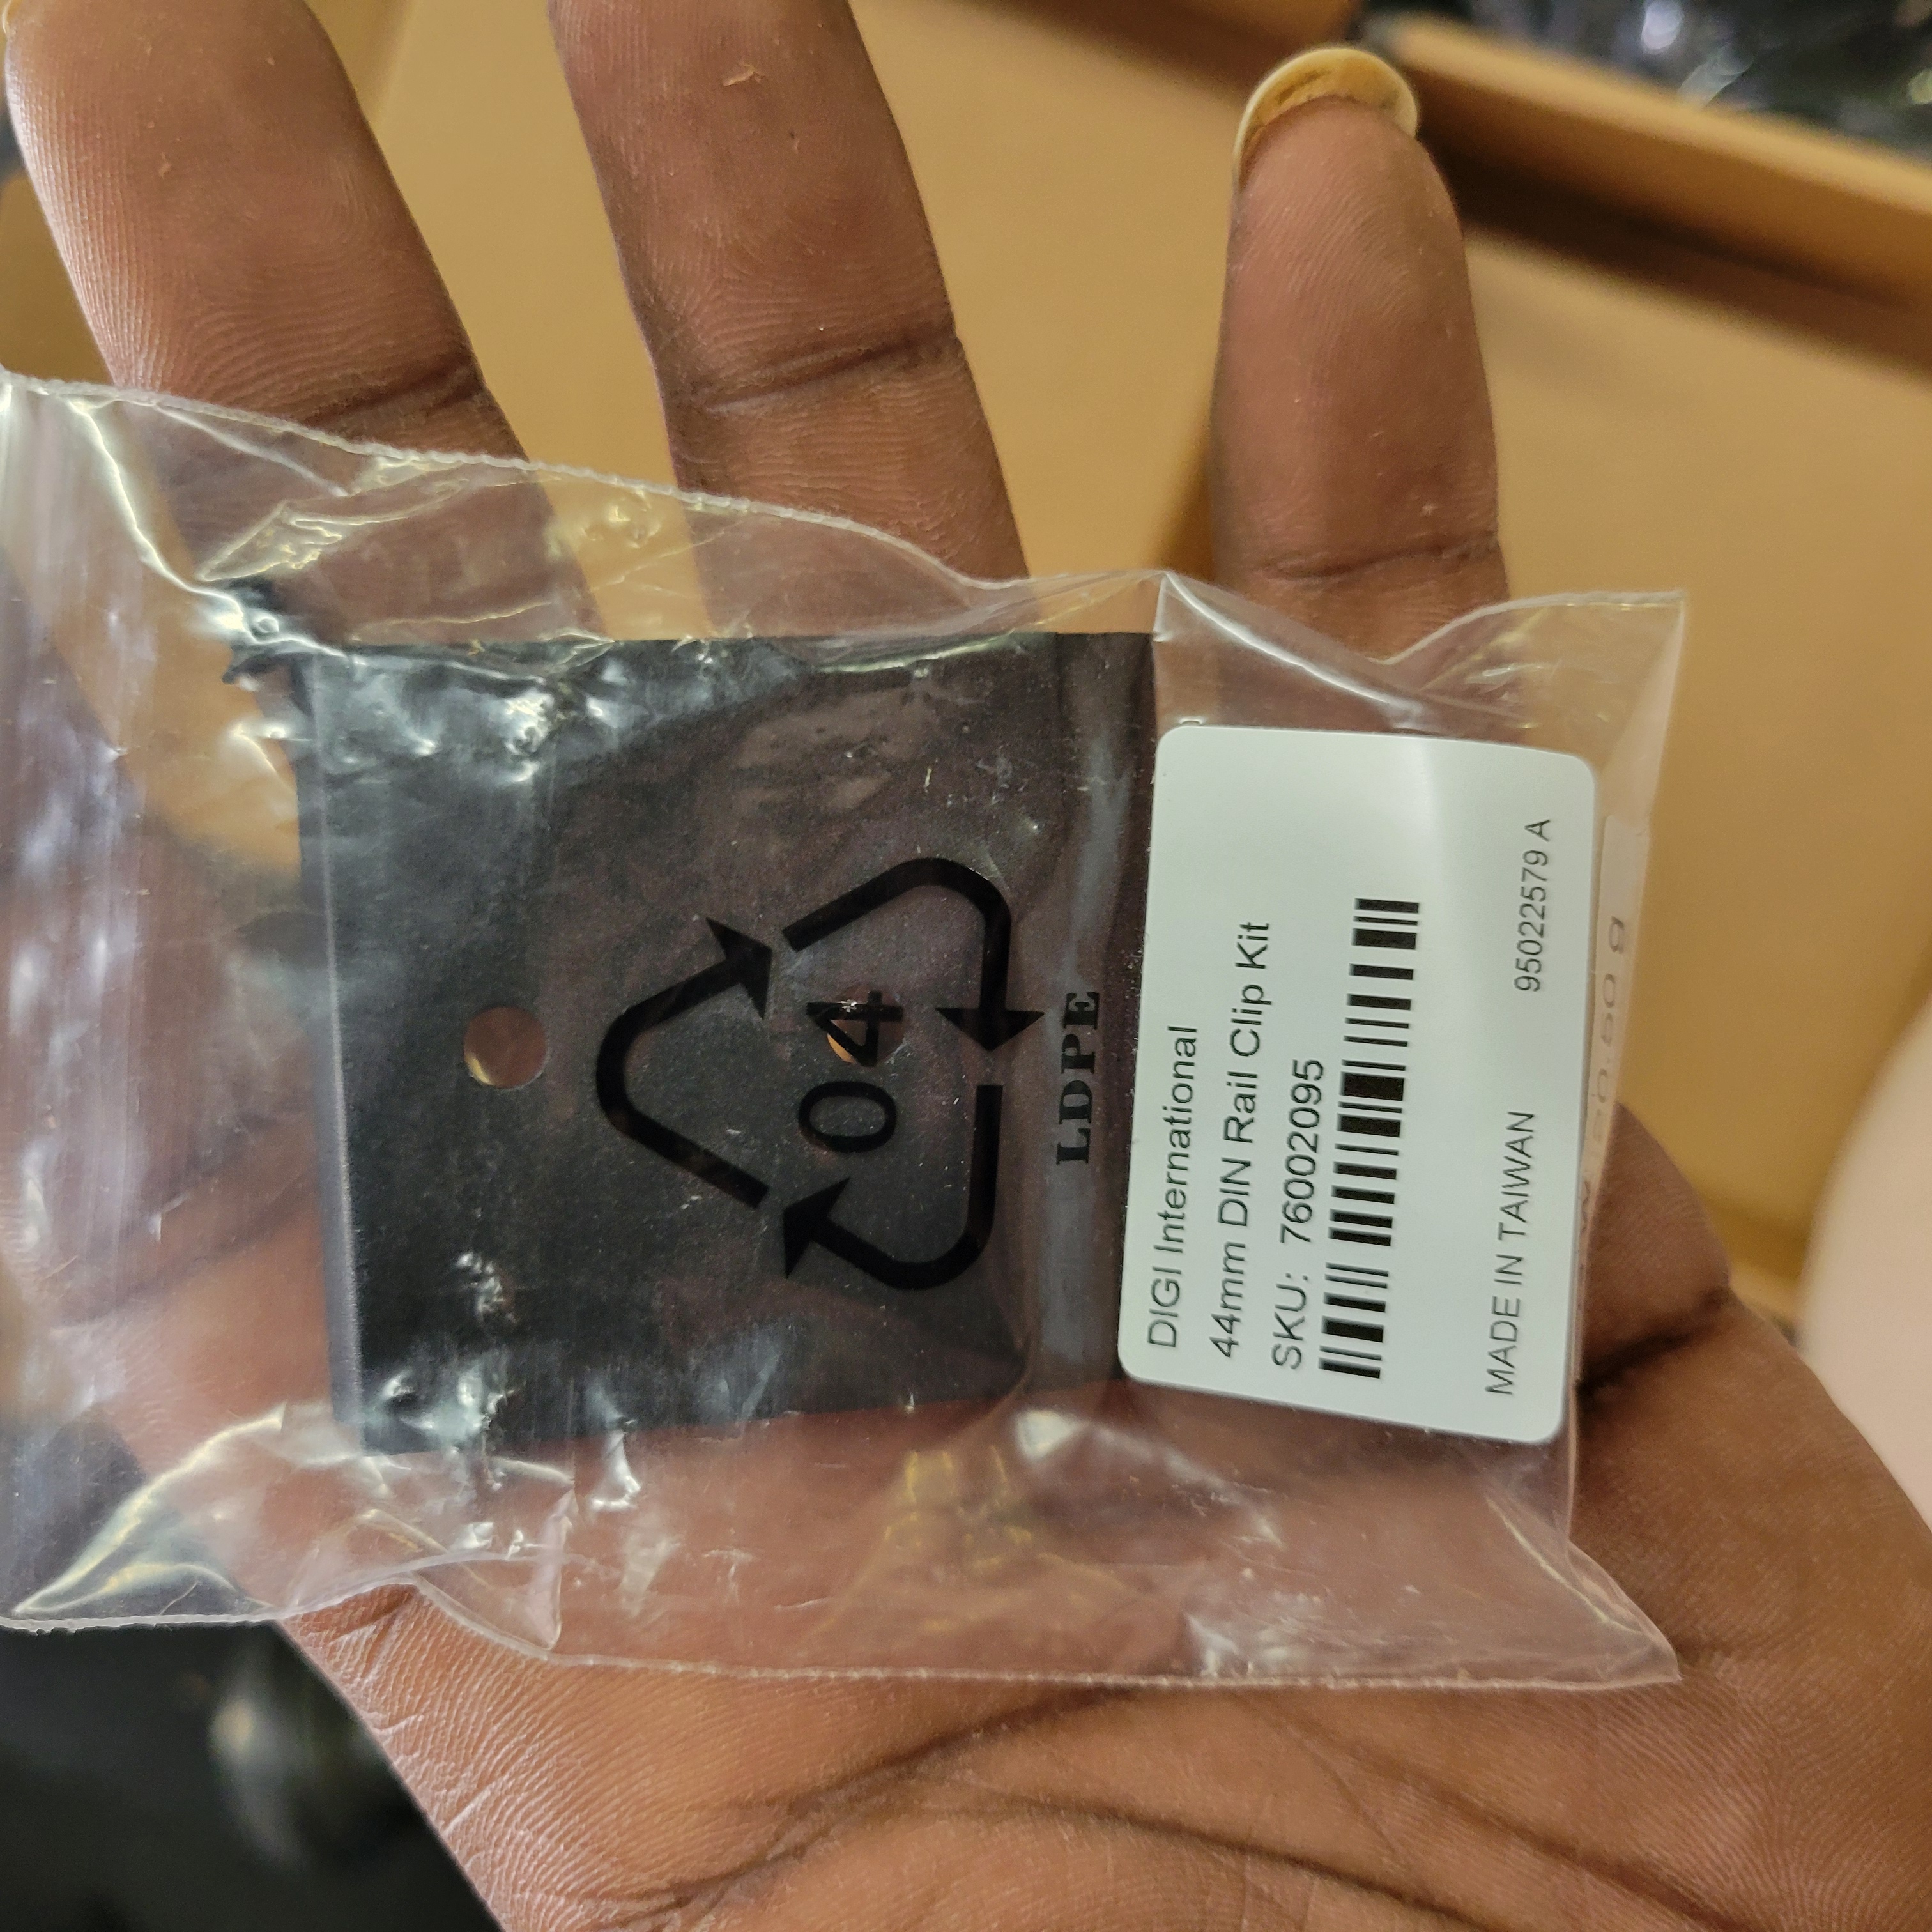 04
LDPE
DIGI International
44mm DIN Rail Clip Kit
SKU: 76002095
MADE IN TAIWAN 95022579 A